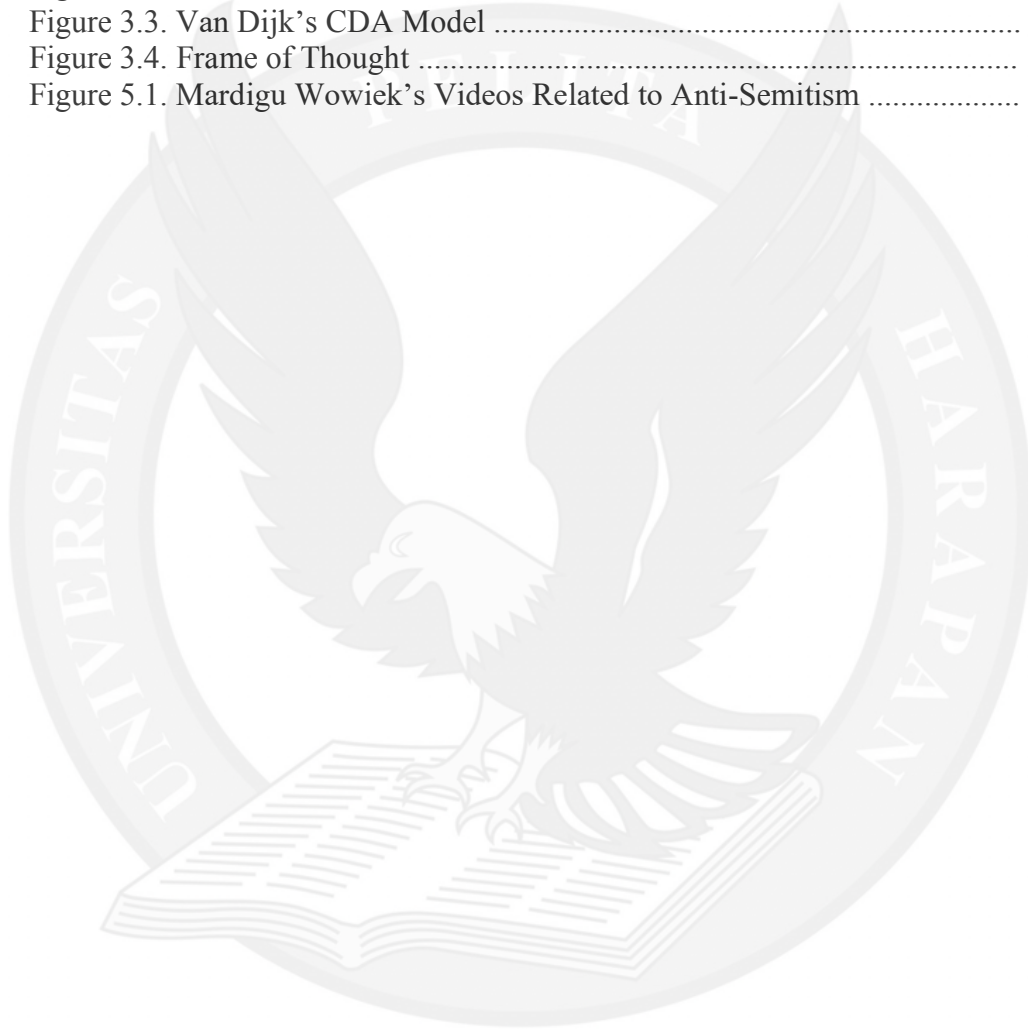 Figure 3.3. Van Dijk’s CDA Model ..................................................................
Figure 3.4. Frame of Thought ...........................................................................
Figure 5.1. Mardigu Wowiek’s Videos Related to Anti-Semitism ...................
UNIVERSITAS
PELITA
HARAPAN